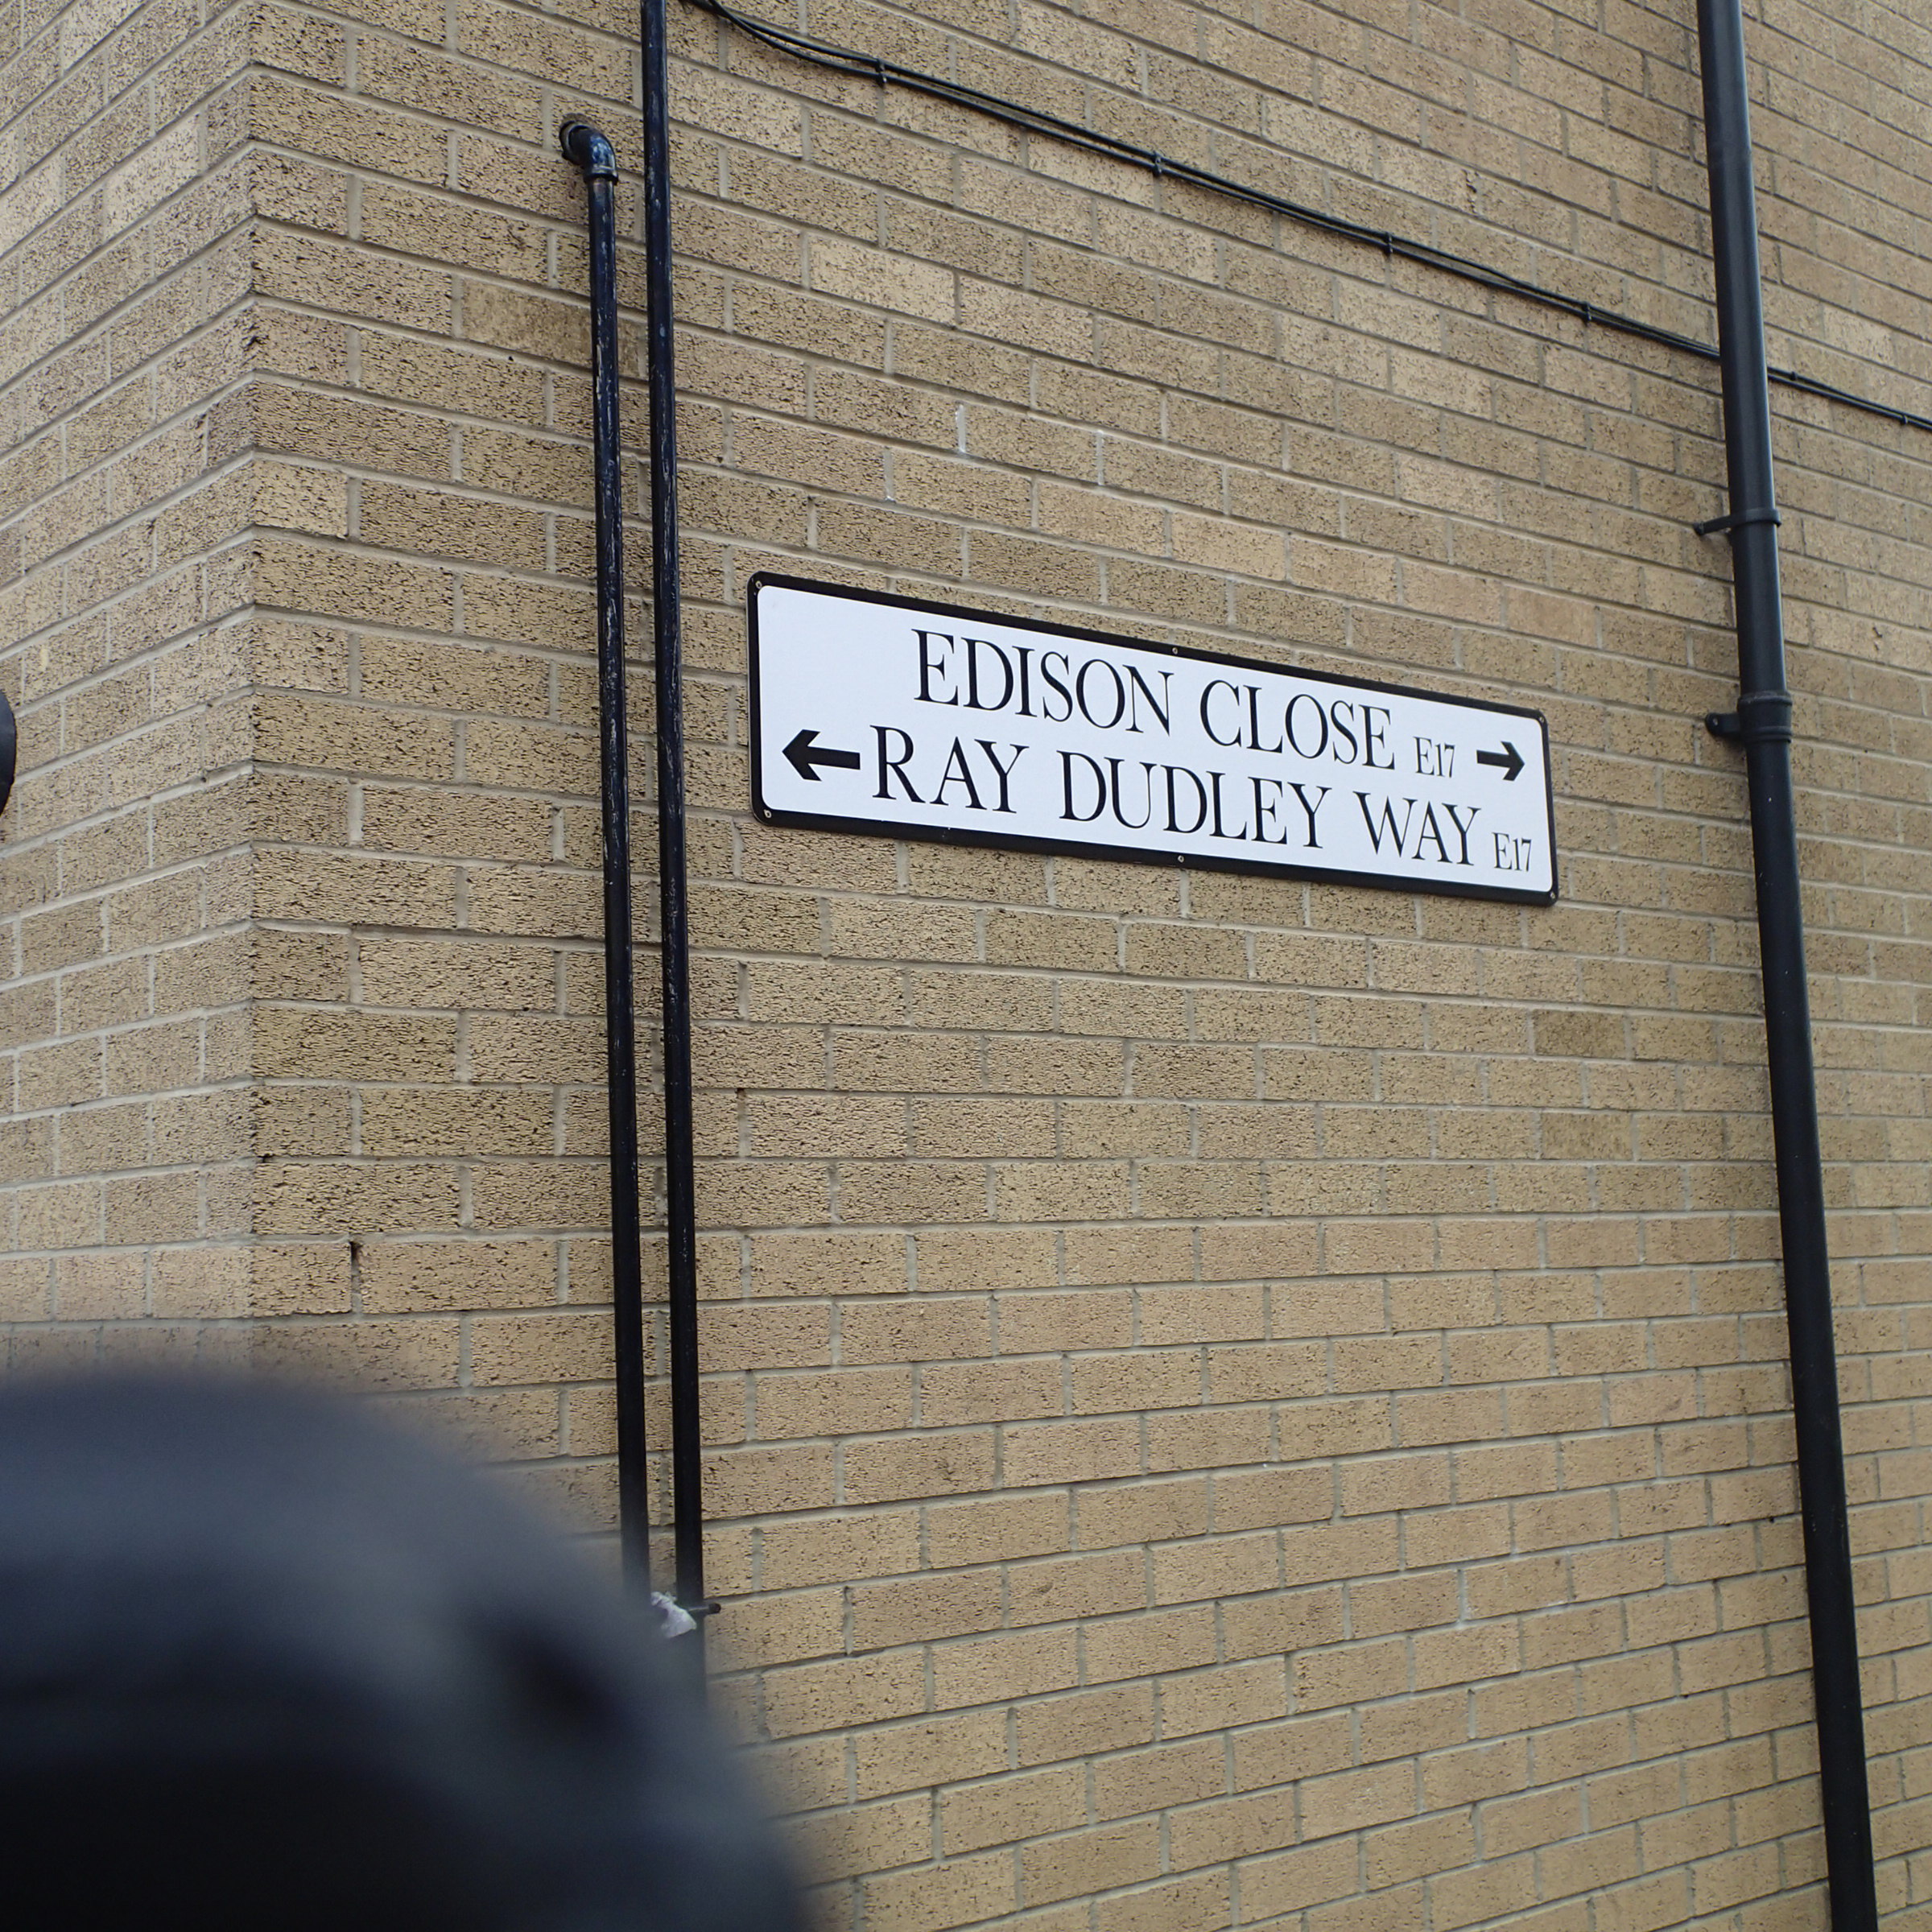 EDISON CLOSE E17 →
← RAY DUDLEY WAY E17